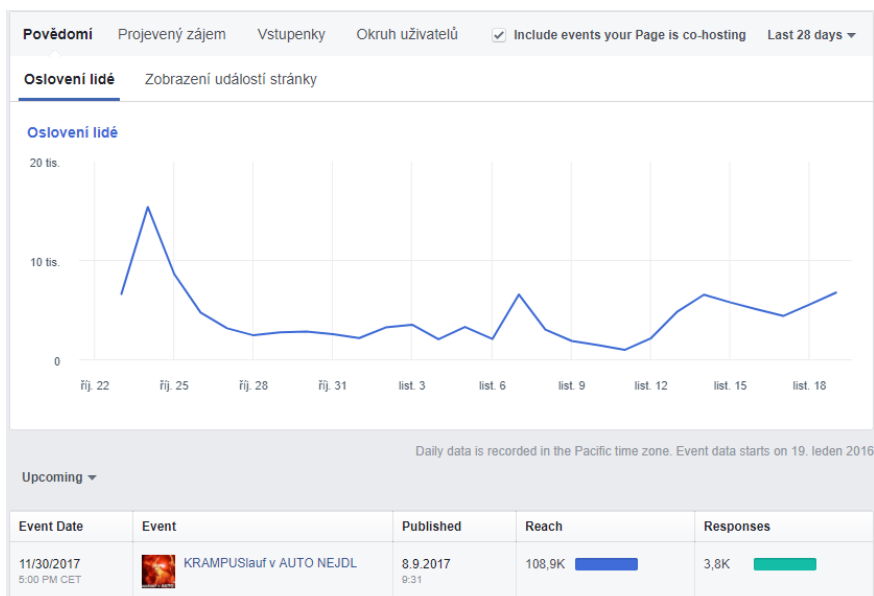 Povědomí Projevený zájem Vstupenky Okruh uživatelů Include events your Page is co-hosting Last 28 days
Oslovení lidé Zobrazení událostí stránky
Oslovení lidé
20 tis.
10 tis.
0
říj. 22 říj. 25 říj. 28 říj. 31 list. 3 list. 6 list. 9 list. 12 list. 15 list. 18
Daily data is recorded in the Pacific time zone. Event data starts on 19. leden 2016
Upcoming
Event Date Event Published Reach Responses
11/30/2017 KRAMPUSlauf v AUTO NEJDL 8.9.2017 108,9K 3,8K
5:00 PM CET 9:31